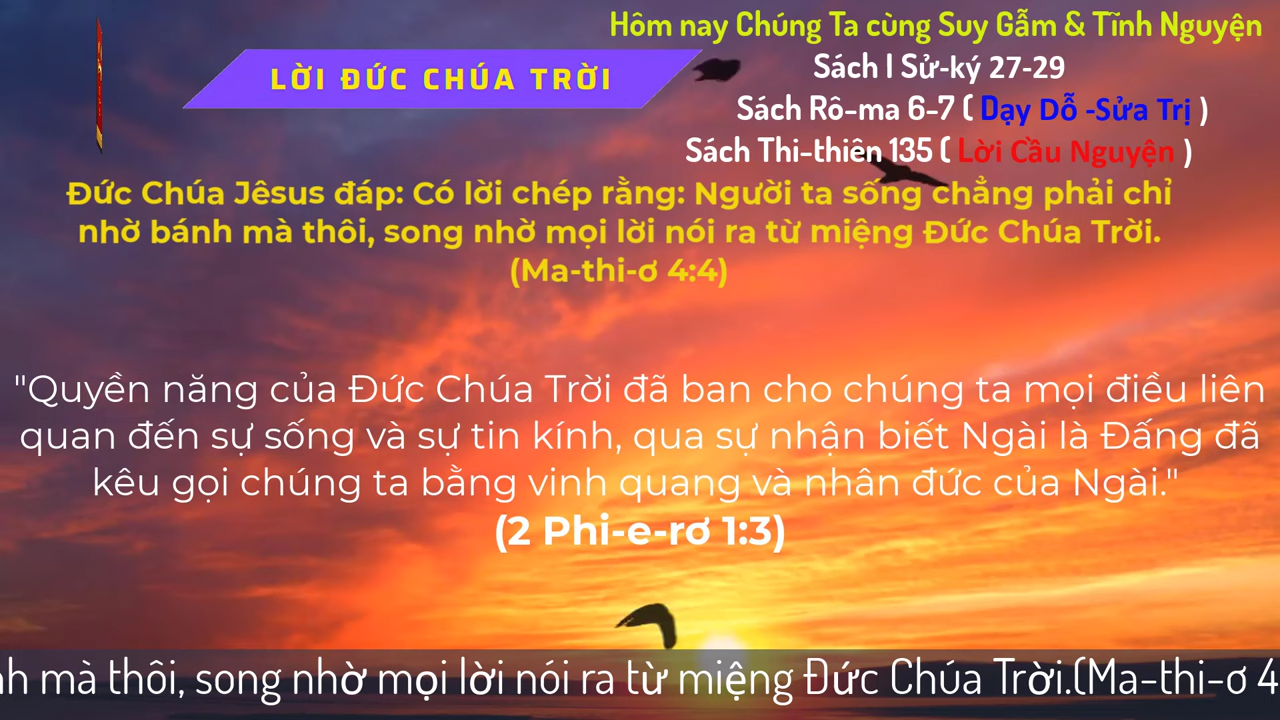 Hôm nay Chúng Ta cùng Suy Gẫm & Tĩnh Nguyện
LỜI ĐỨC CHÚA TRỜI
Sách I Sử-ký 27-29
Sách Rô-ma 6-7 ( Dạy Dỗ -Sửa Trị )
Sách Thi-thiên 135 ( Lời Cầu Nguyện )
Đức Chúa Jêsus đáp: Có lời chép rằng: Người ta sống chẳng phải chỉ
nhờ bánh mà thôi, song nhờ mọi lời nói ra từ miệng Đức Chúa Trời.
(Ma-thi-ơ 4:4)
"Quyền năng của Đức Chúa Trời đã ban cho chúng ta mọi điều liên
quan đến sự sống và sự tin kính, qua sự nhận biết Ngài là Đấng đã
kêu gọi chúng ta bằng vinh quang và nhân đức của Ngài."
(2 Phi-e-rơ 1:3)
nh mà thôi, song nhờ mọi lời nói ra từ miệng Đức Chúa Trời.(Ma-thi-ơ 4